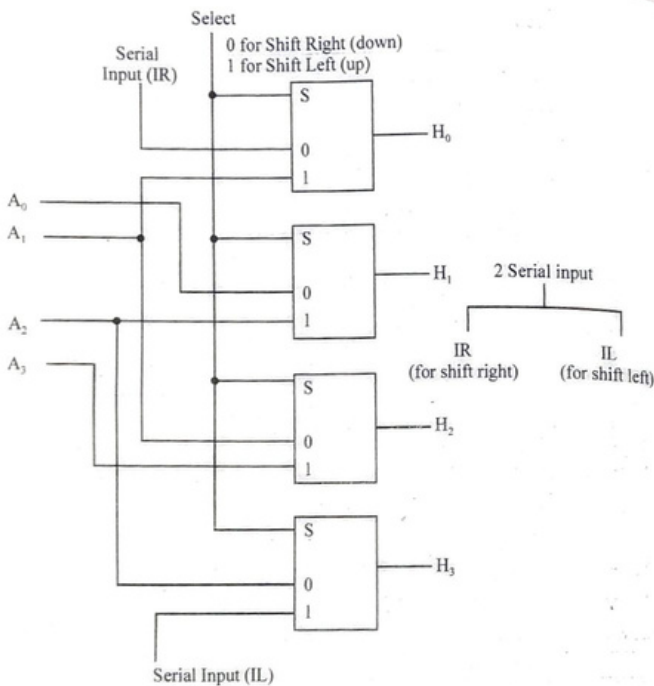 Select
0 for Shift Right (down)
1 for Shift Left (up)
Serial
Input (IR)
S
0
1
H₀
A₀
A₁
S
0
1
H₁
2 Serial input
IR
(for shift right)
IL
(for shift left)
A₂
A₃
S
0
1
H₂
S
0
1
H₃
Serial Input (IL)